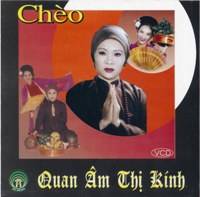 Chèo
VCD
Quan Âm Thị Kính